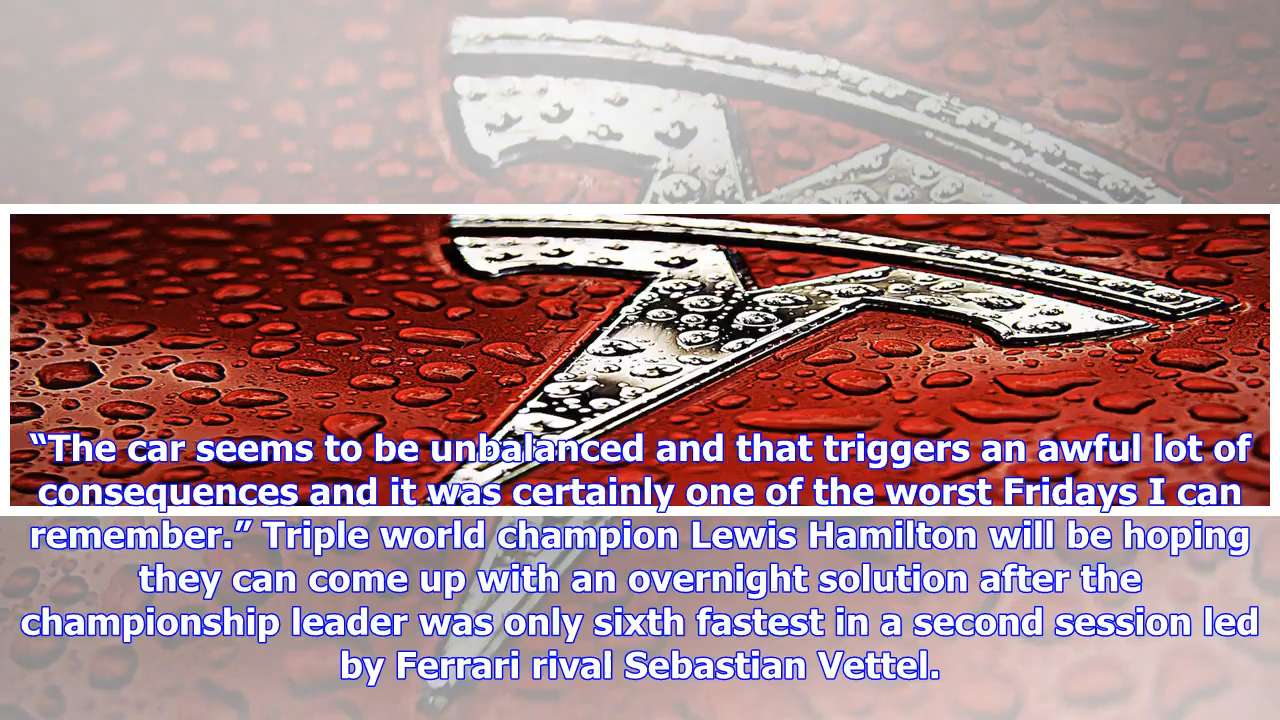 “The car seems to be unbalanced and that triggers an awful lot of
consequences and it was certainly one of the worst Fridays I can
remember.” Triple world champion Lewis Hamilton will be hoping
they can come up with an overnight solution after the
championship leader was only sixth fastest in a second session led
by Ferrari rival Sebastian Vettel.